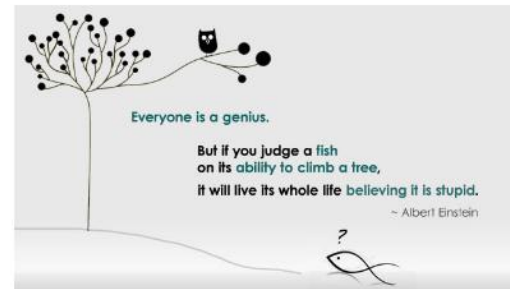 Everyone is a genius.
But if you judge a fish
on its ability to climb a tree,
it will live its whole life believing it is stupid.
~ Albert Einstein
?